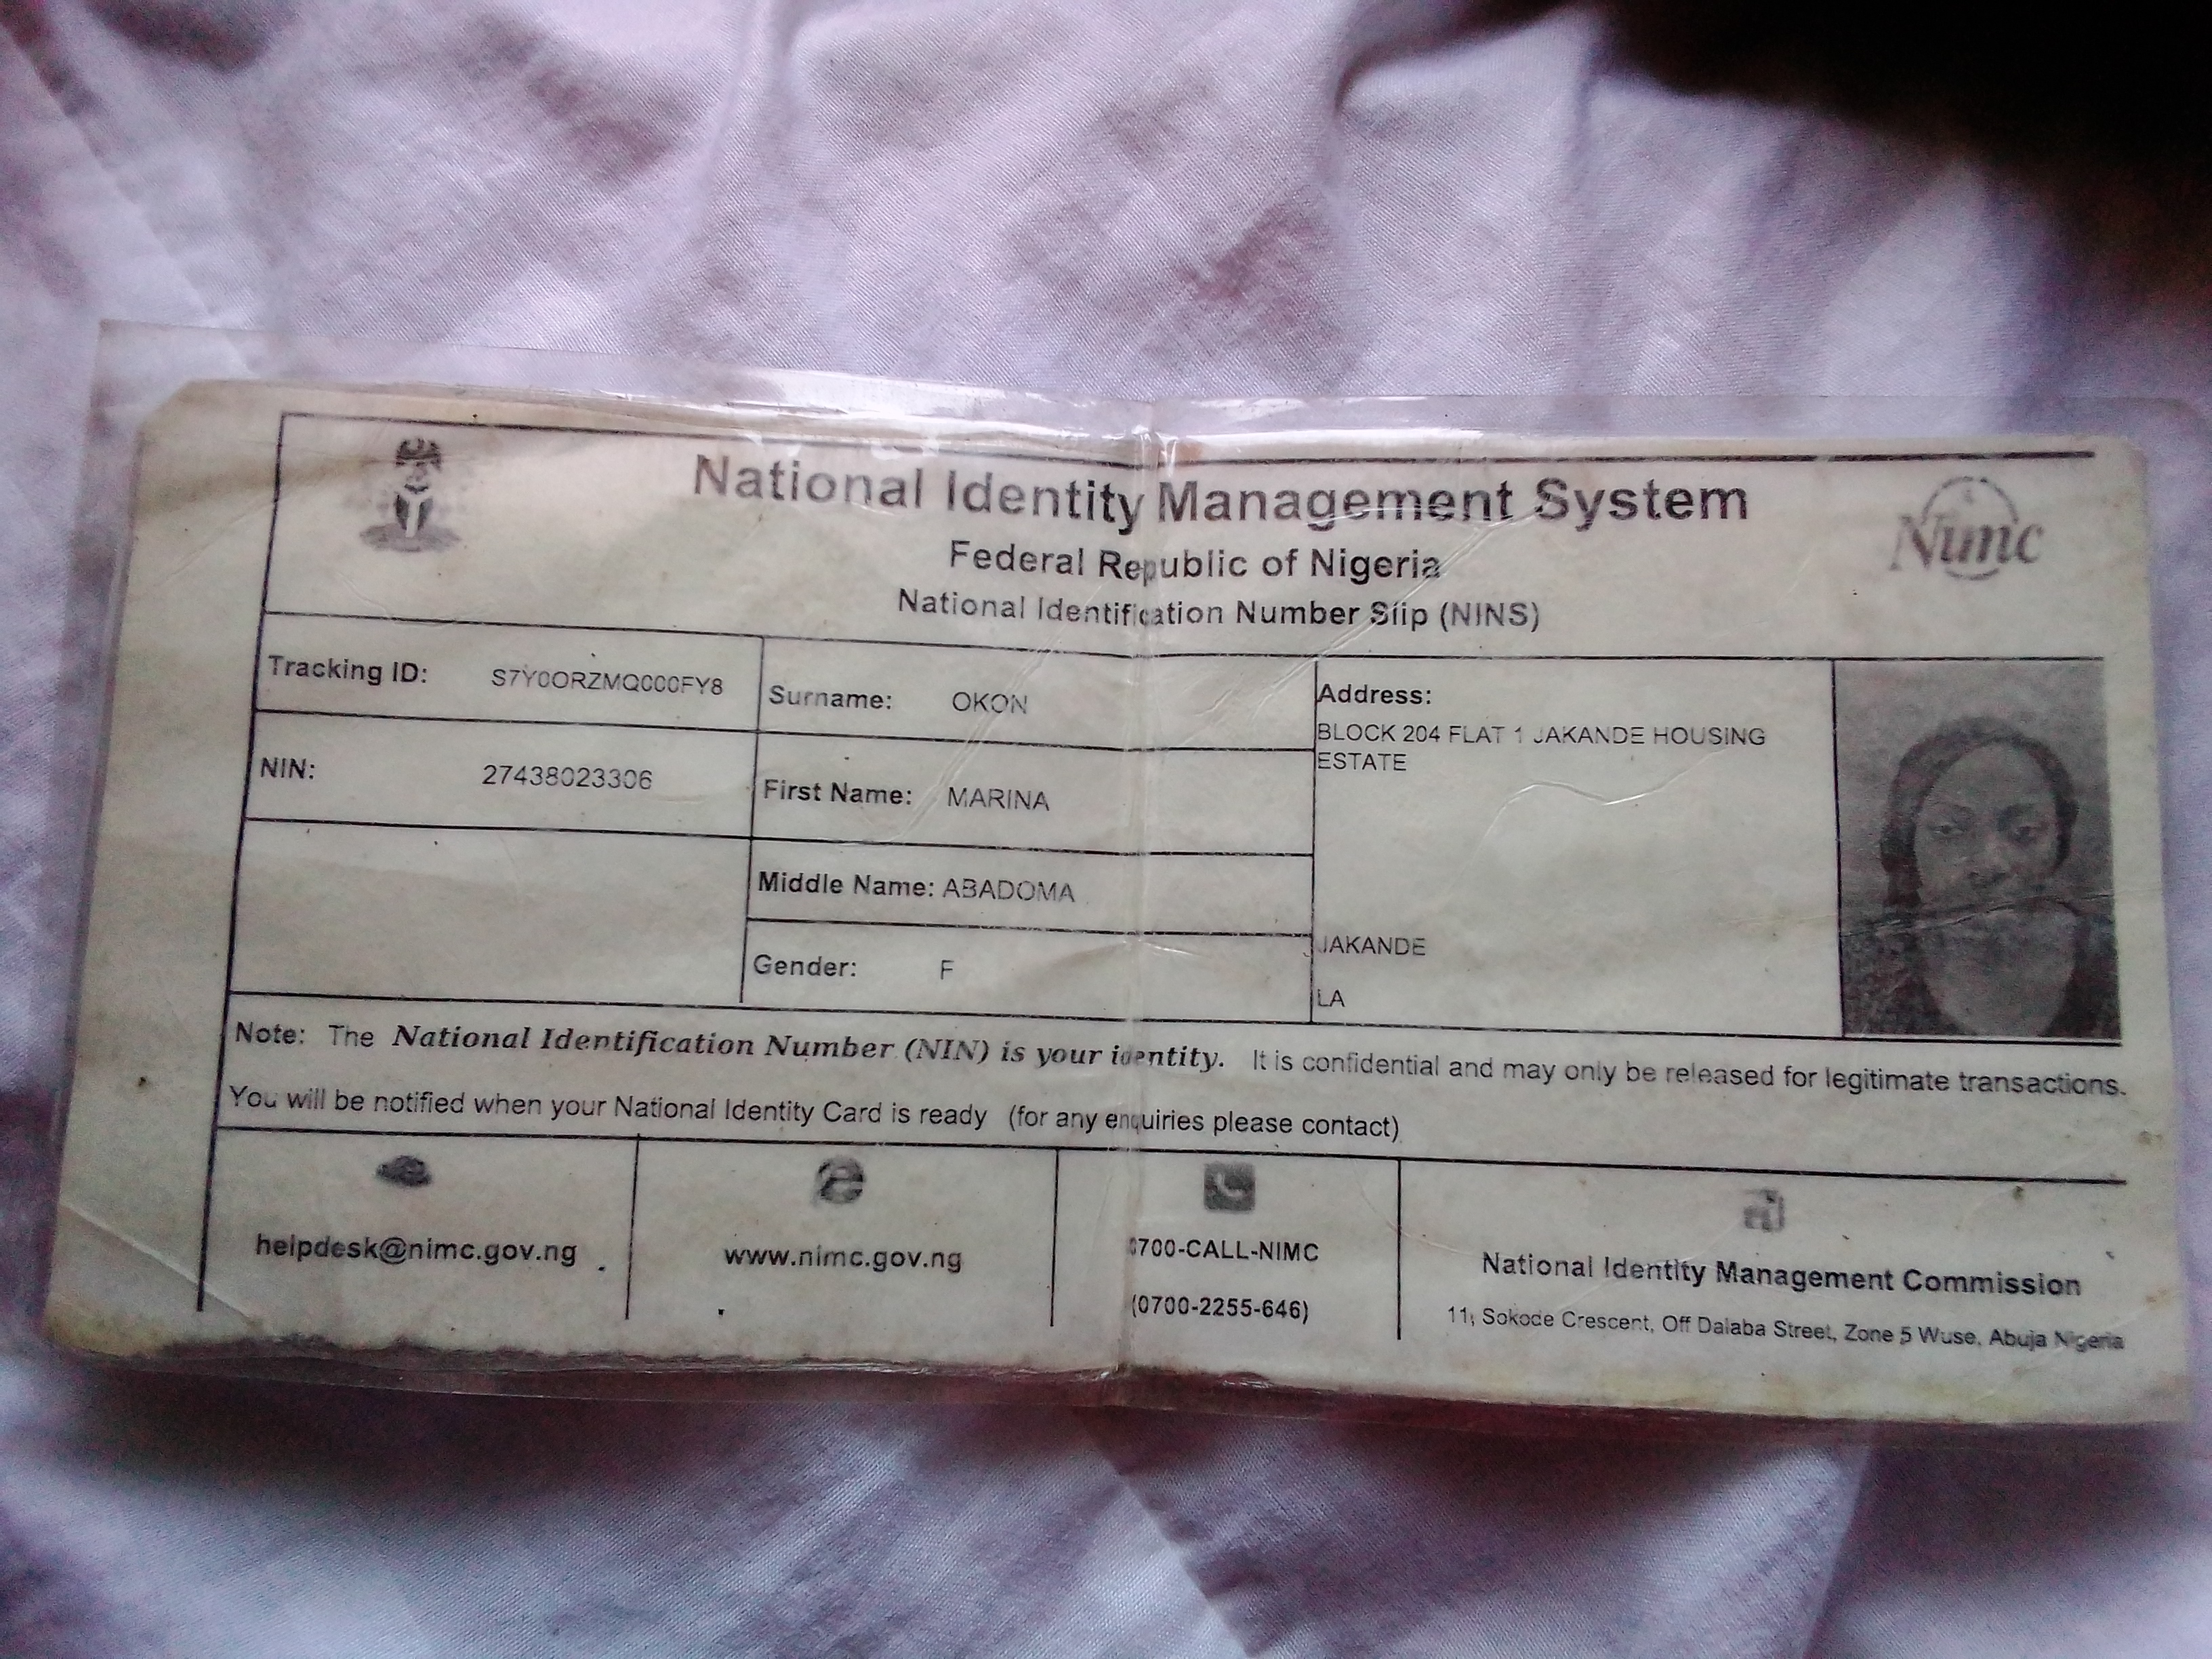 National Identity Management System
Federal Republic of Nigeria
National Identification Number Slip (NINS)
Nimc
Tracking ID: S7Y0ORZMQ000FY8
Surname: OKON
Address:
BLOCK 204 FLAT 1 JAKANDE HOUSING
ESTATE
NIN: 27438023306
First Name: MARINA
Middle Name: ABADOMA
JAKANDE
Gender: F
LA
Note: The National Identification Number (NIN) is your identity. It is confidential and may only be released for legitimate transactions.
You will be notified when your National Identity Card is ready (for any enquiries please contact)
helpdesk@nimc.gov.ng
www.nimc.gov.ng
0700-CALL-NIMC
(0700-2255-646)
National Identity Management Commission
11, Sokode Crescent, Off Dalaba Street, Zone 5 Wuse, Abuja Nigeria